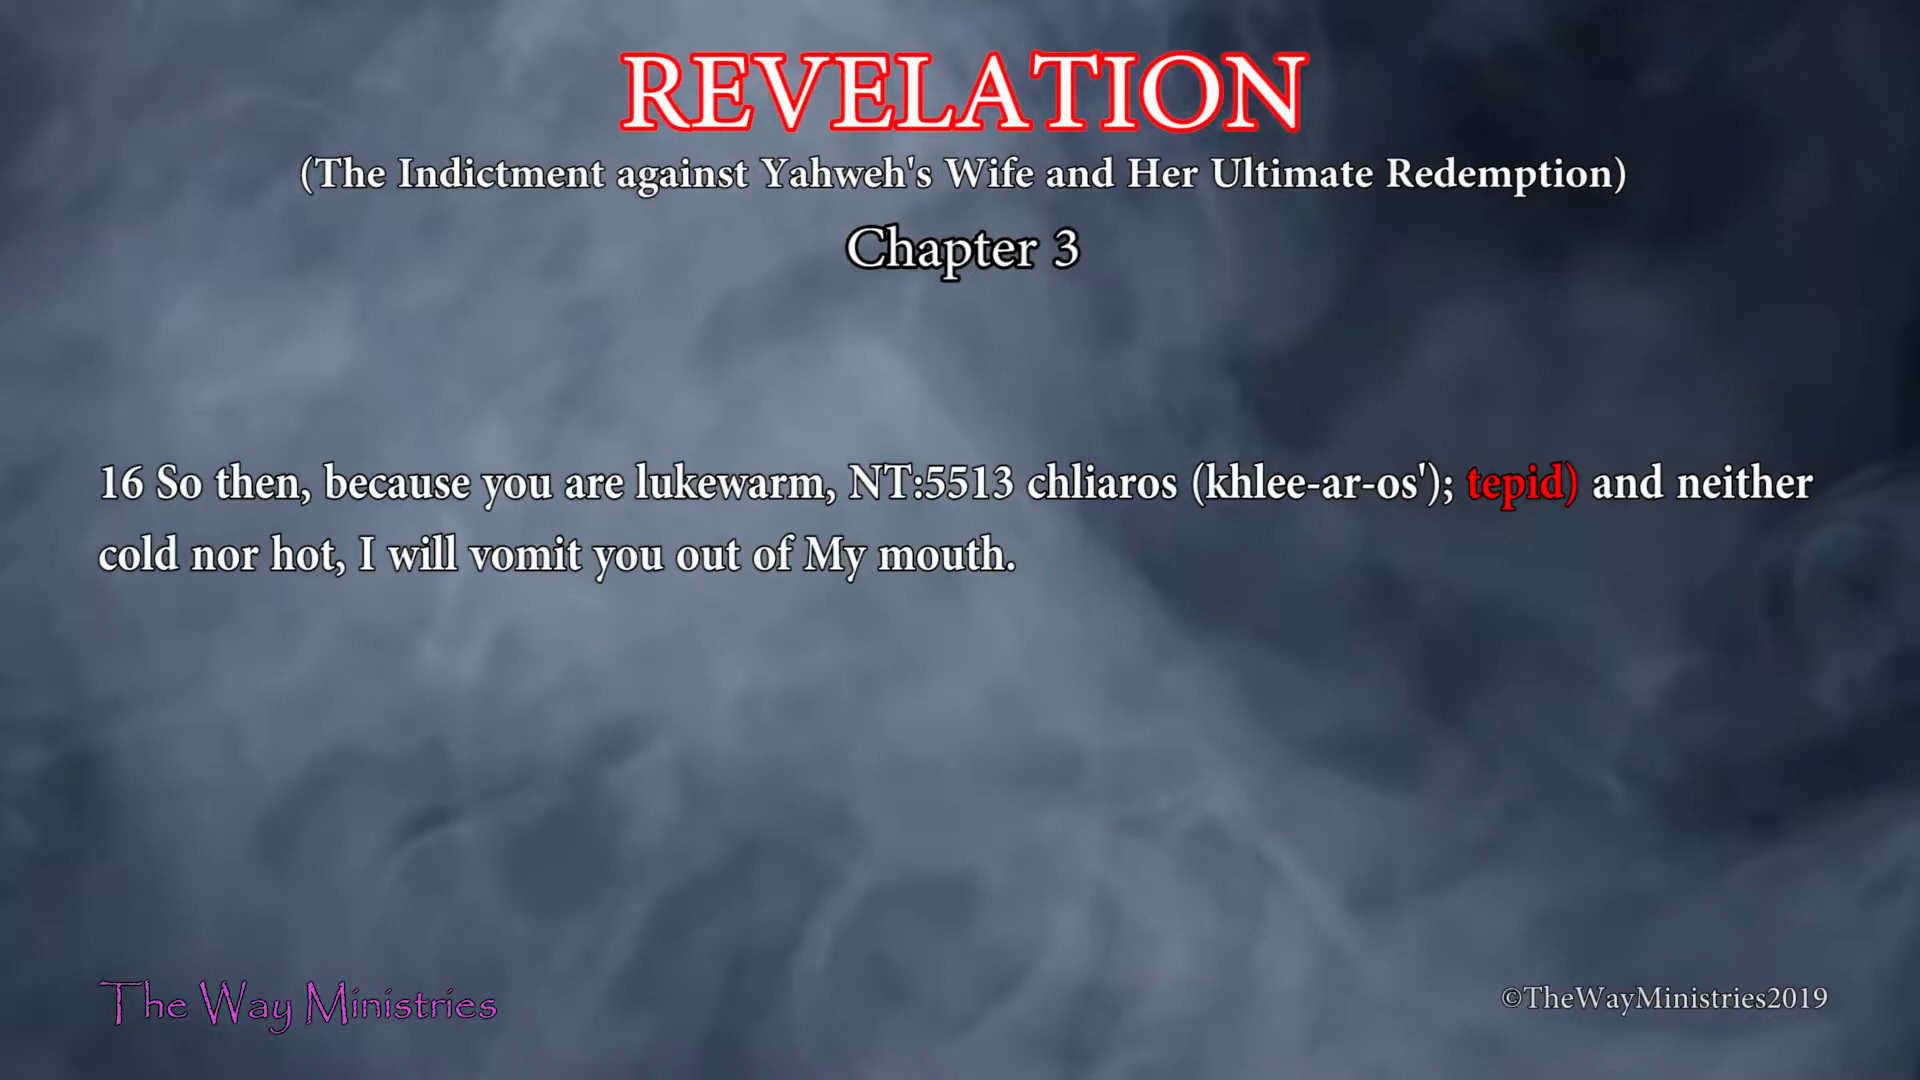 REVELATION
(The Indictment against Yahweh's Wife and Her Ultimate Redemption)
Chapter 3
16 So then, because you are lukewarm, NT:5513 chliaros (khlee-ar-os'); tepid) and neither
cold nor hot, I will vomit you out of My mouth.
The Way Ministries
©TheWayMinistries2019